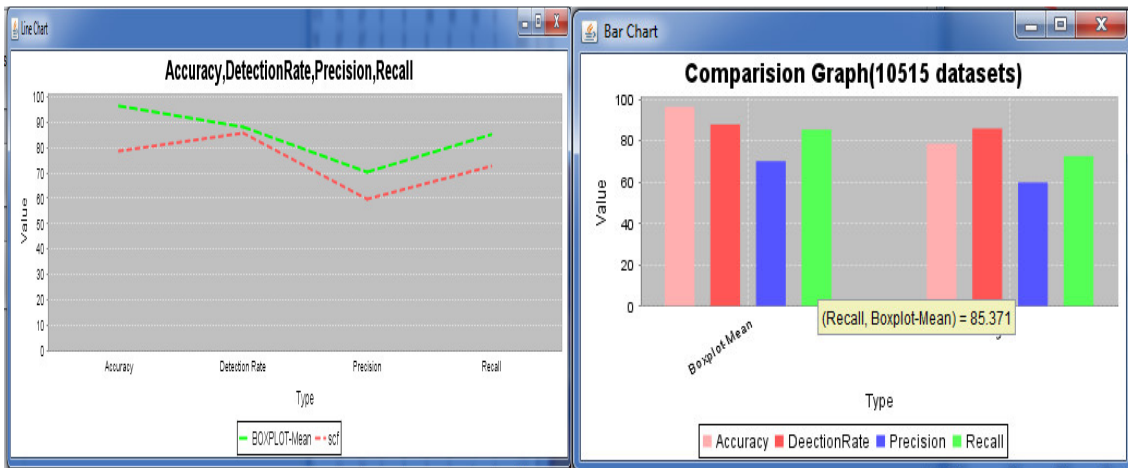 Line Chart
Accuracy,DetectionRate,Precision,Recall
100
90
80
70
60
50
40
30
20
10
0
Value
Accuracy Detection Rate Precision Recall
Type
BOXPLOT-Mean scf
Bar Chart
Comparision Graph(10515 datasets)
100
80
60
40
20
0
Value
(Recall, Boxplot-Mean) = 85.371
Boxplot-Mean
Type
Accuracy DeectionRate Precision Recall